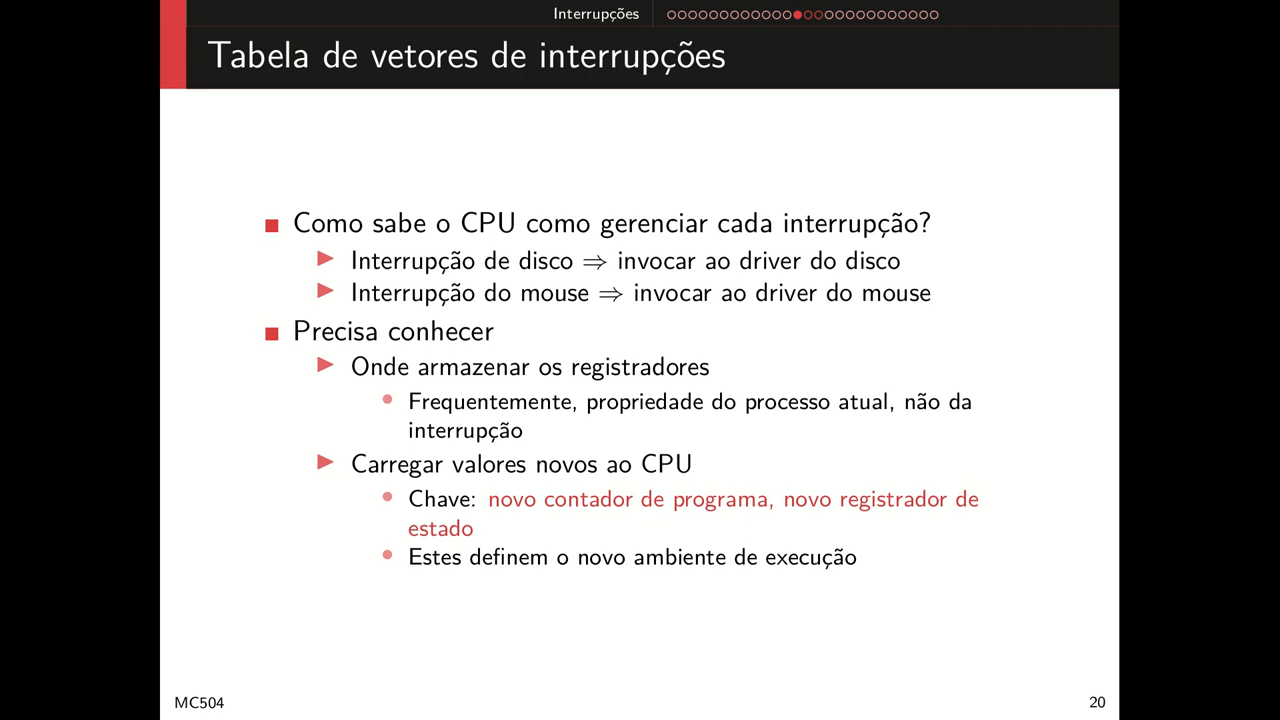 Interrupções
Tabela de vetores de interrupções
Como sabe o CPU como gerenciar cada interrupção?
Interrupção de disco ⇒ invocar ao driver do disco
Interrupção do mouse ⇒ invocar ao driver do mouse
Precisa conhecer
Onde armazenar os registradores
Frequentemente, propriedade do processo atual, não da
interrupção
Carregar valores novos ao CPU
Chave: novo contador de programa, novo registrador de
estado
Estes definem o novo ambiente de execução
MC504
20